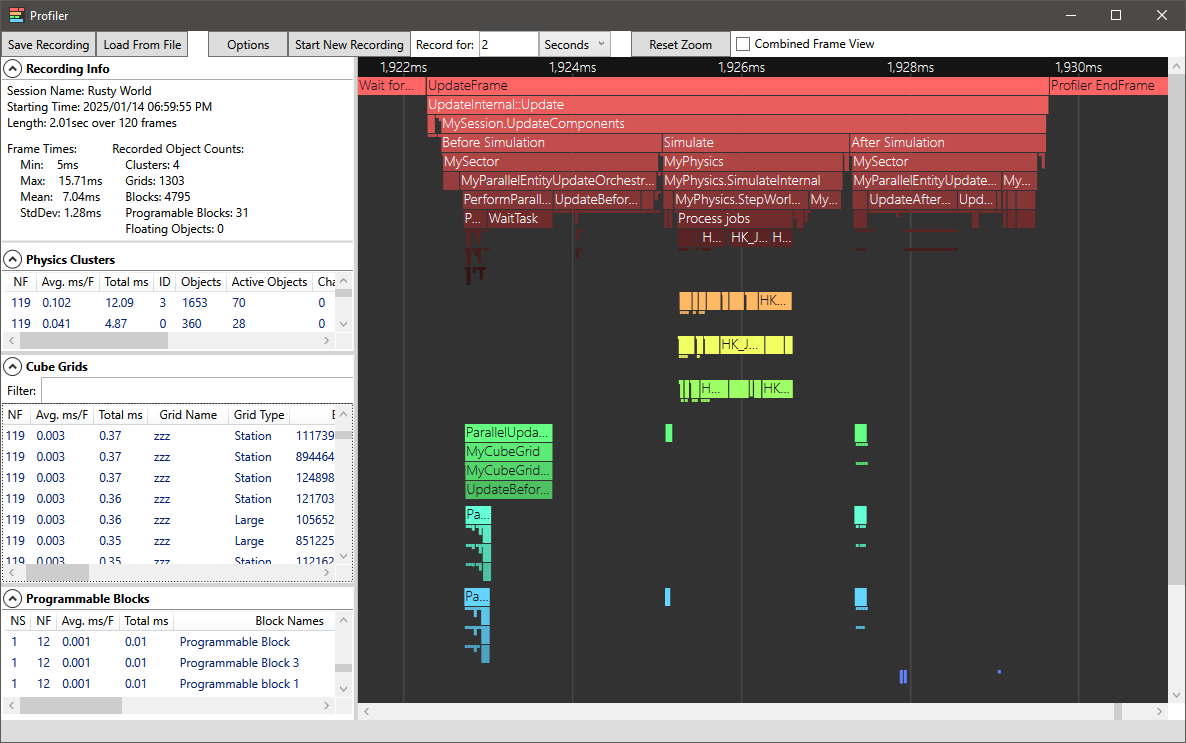 Profiler
Save Recording Load From File Options Start New Recording Record for: 2 Seconds Reset Zoom Combined Frame View
Recording Info
Session Name: Rusty World
Starting Time: 2025/01/14 06:59:55 PM
Length: 2.01sec over 120 frames
Frame Times: Recorded Object Counts:
Min: 5ms Clusters: 4
Max: 15.71ms Grids: 1303
Mean: 7.04ms Blocks: 4795
StdDev: 1.28ms Programable Blocks: 31
Floating Objects: 0
Physics Clusters
NF Avg. ms/F Total ms ID Objects Active Objects Cha
119 0.102 12.09 3 1653 70 0
119 0.041 4.87 0 360 28 0
Cube Grids
Filter:
NF Avg. ms/F Total ms Grid Name Grid Type E
119 0.003 0.37 zzz Station 111739
119 0.003 0.37 zzz Station 894464
119 0.003 0.37 zzz Station 124898
119 0.003 0.36 zzz Station 121703
119 0.003 0.36 zzz Large 105652
119 0.003 0.35 zzz Large 851225
119 0.003 0.35 zzz Station 112162
Programmable Blocks
NS NF Avg. ms/F Total ms Block Names
1 12 0.001 0.01 Programmable Block
1 12 0.001 0.01 Programmable Block 3
1 12 0.001 0.01 Programmable block 1
1,922ms 1,924ms 1,926ms 1,928ms 1,930ms
Wait for... UpdateFrame Profiler EndFrame
UpdateInternal::Update
MySession.UpdateComponents
Before Simulation Simulate After Simulation
MySector MyPhysics MySector
MyParallelEntityUpdateOrchestr... MyPhysics.SimulateInternal MyParallelEntityUpdate... My...
PerformParall... UpdateBefor... MyPhysics.StepWorl... My... UpdateAfter... Upd...
P... WaitTask Process jobs
H... HK_J... H...
HK...
HK_J...
H... HK...
ParallelUpda...
MyCubeGrid
MyCubeGrid...
UpdateBefor...
Pa...
Pa...